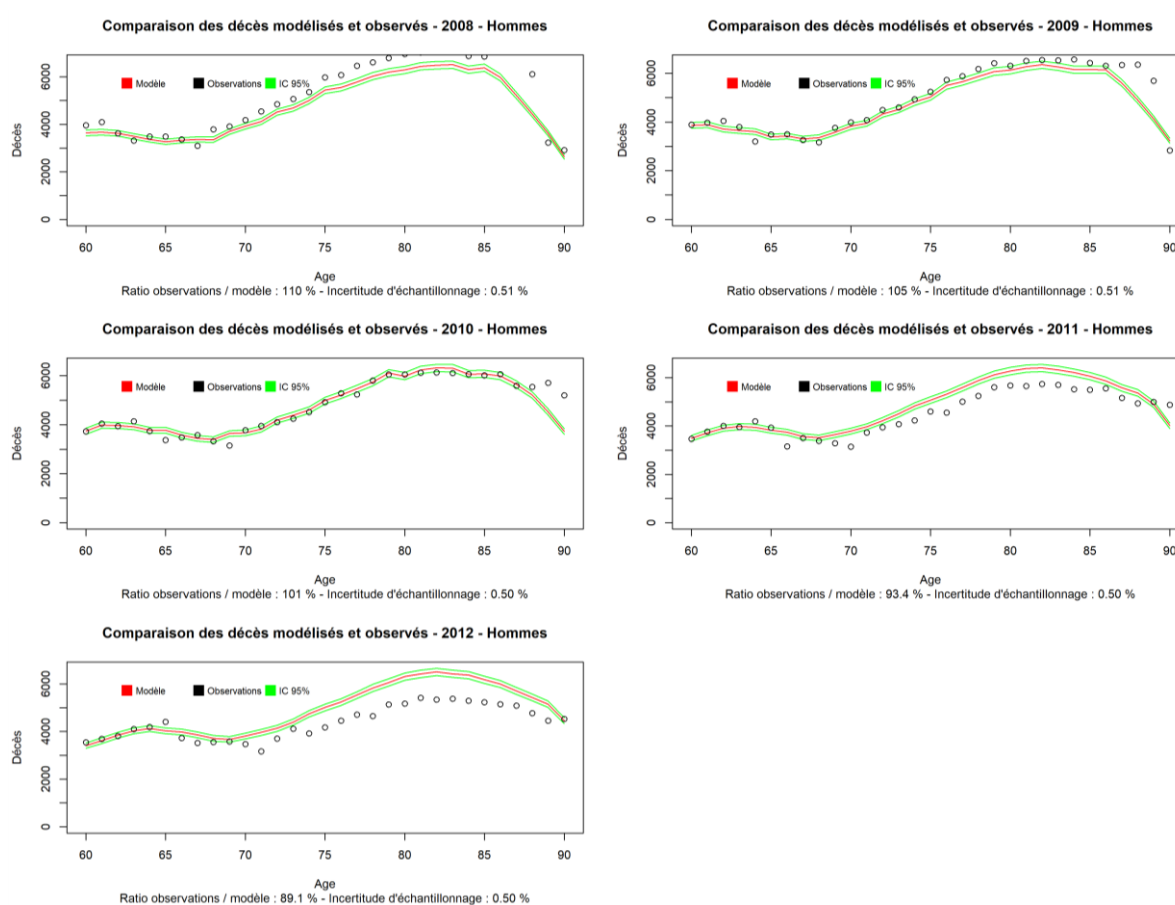 Comparaison des décès modélisés et observés - 2008 - Hommes
Modèle Observations IC 95%
Décès
0 2000 4000 6000
60 65 70 75 80 85 90
Age
Ratio observations / modèle : 110 % - Incertitude d'échantillonnage : 0.51 %
Comparaison des décès modélisés et observés - 2009 - Hommes
Modèle Observations IC 95%
Décès
0 2000 4000 6000
60 65 70 75 80 85 90
Age
Ratio observations / modèle : 105 % - Incertitude d'échantillonnage : 0.51 %
Comparaison des décès modélisés et observés - 2010 - Hommes
Modèle Observations IC 95%
Décès
0 2000 4000 6000
60 65 70 75 80 85 90
Age
Ratio observations / modèle : 101 % - Incertitude d'échantillonnage : 0.50 %
Comparaison des décès modélisés et observés - 2011 - Hommes
Modèle Observations IC 95%
Décès
0 2000 4000 6000
60 65 70 75 80 85 90
Age
Ratio observations / modèle : 93.4 % - Incertitude d'échantillonnage : 0.50 %
Comparaison des décès modélisés et observés - 2012 - Hommes
Modèle Observations IC 95%
Décès
0 2000 4000 6000
60 65 70 75 80 85 90
Age
Ratio observations / modèle : 89.1 % - Incertitude d'échantillonnage : 0.50 %